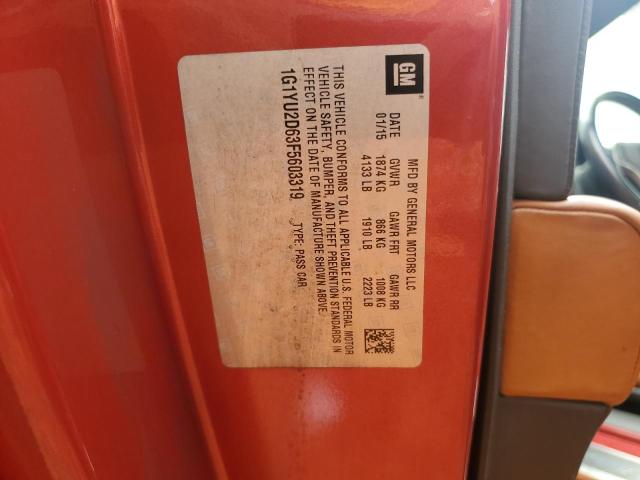 GM
®
MFD BY GENERAL MOTORS LLC
DATE GVWR GAWR FRT GAWR RR
01/15 1874 KG 866 KG 1008 KG
4133 LB 1910 LB 2223 LB
THIS VEHICLE CONFORMS TO ALL APPLICABLE U.S. FEDERAL MOTOR
VEHICLE SAFETY, BUMPER, AND THEFT PREVENTION STANDARDS IN
EFFECT ON THE DATE OF MANUFACTURE SHOWN ABOVE.
1G1YU2D63F5603319 TYPE: PASS CAR